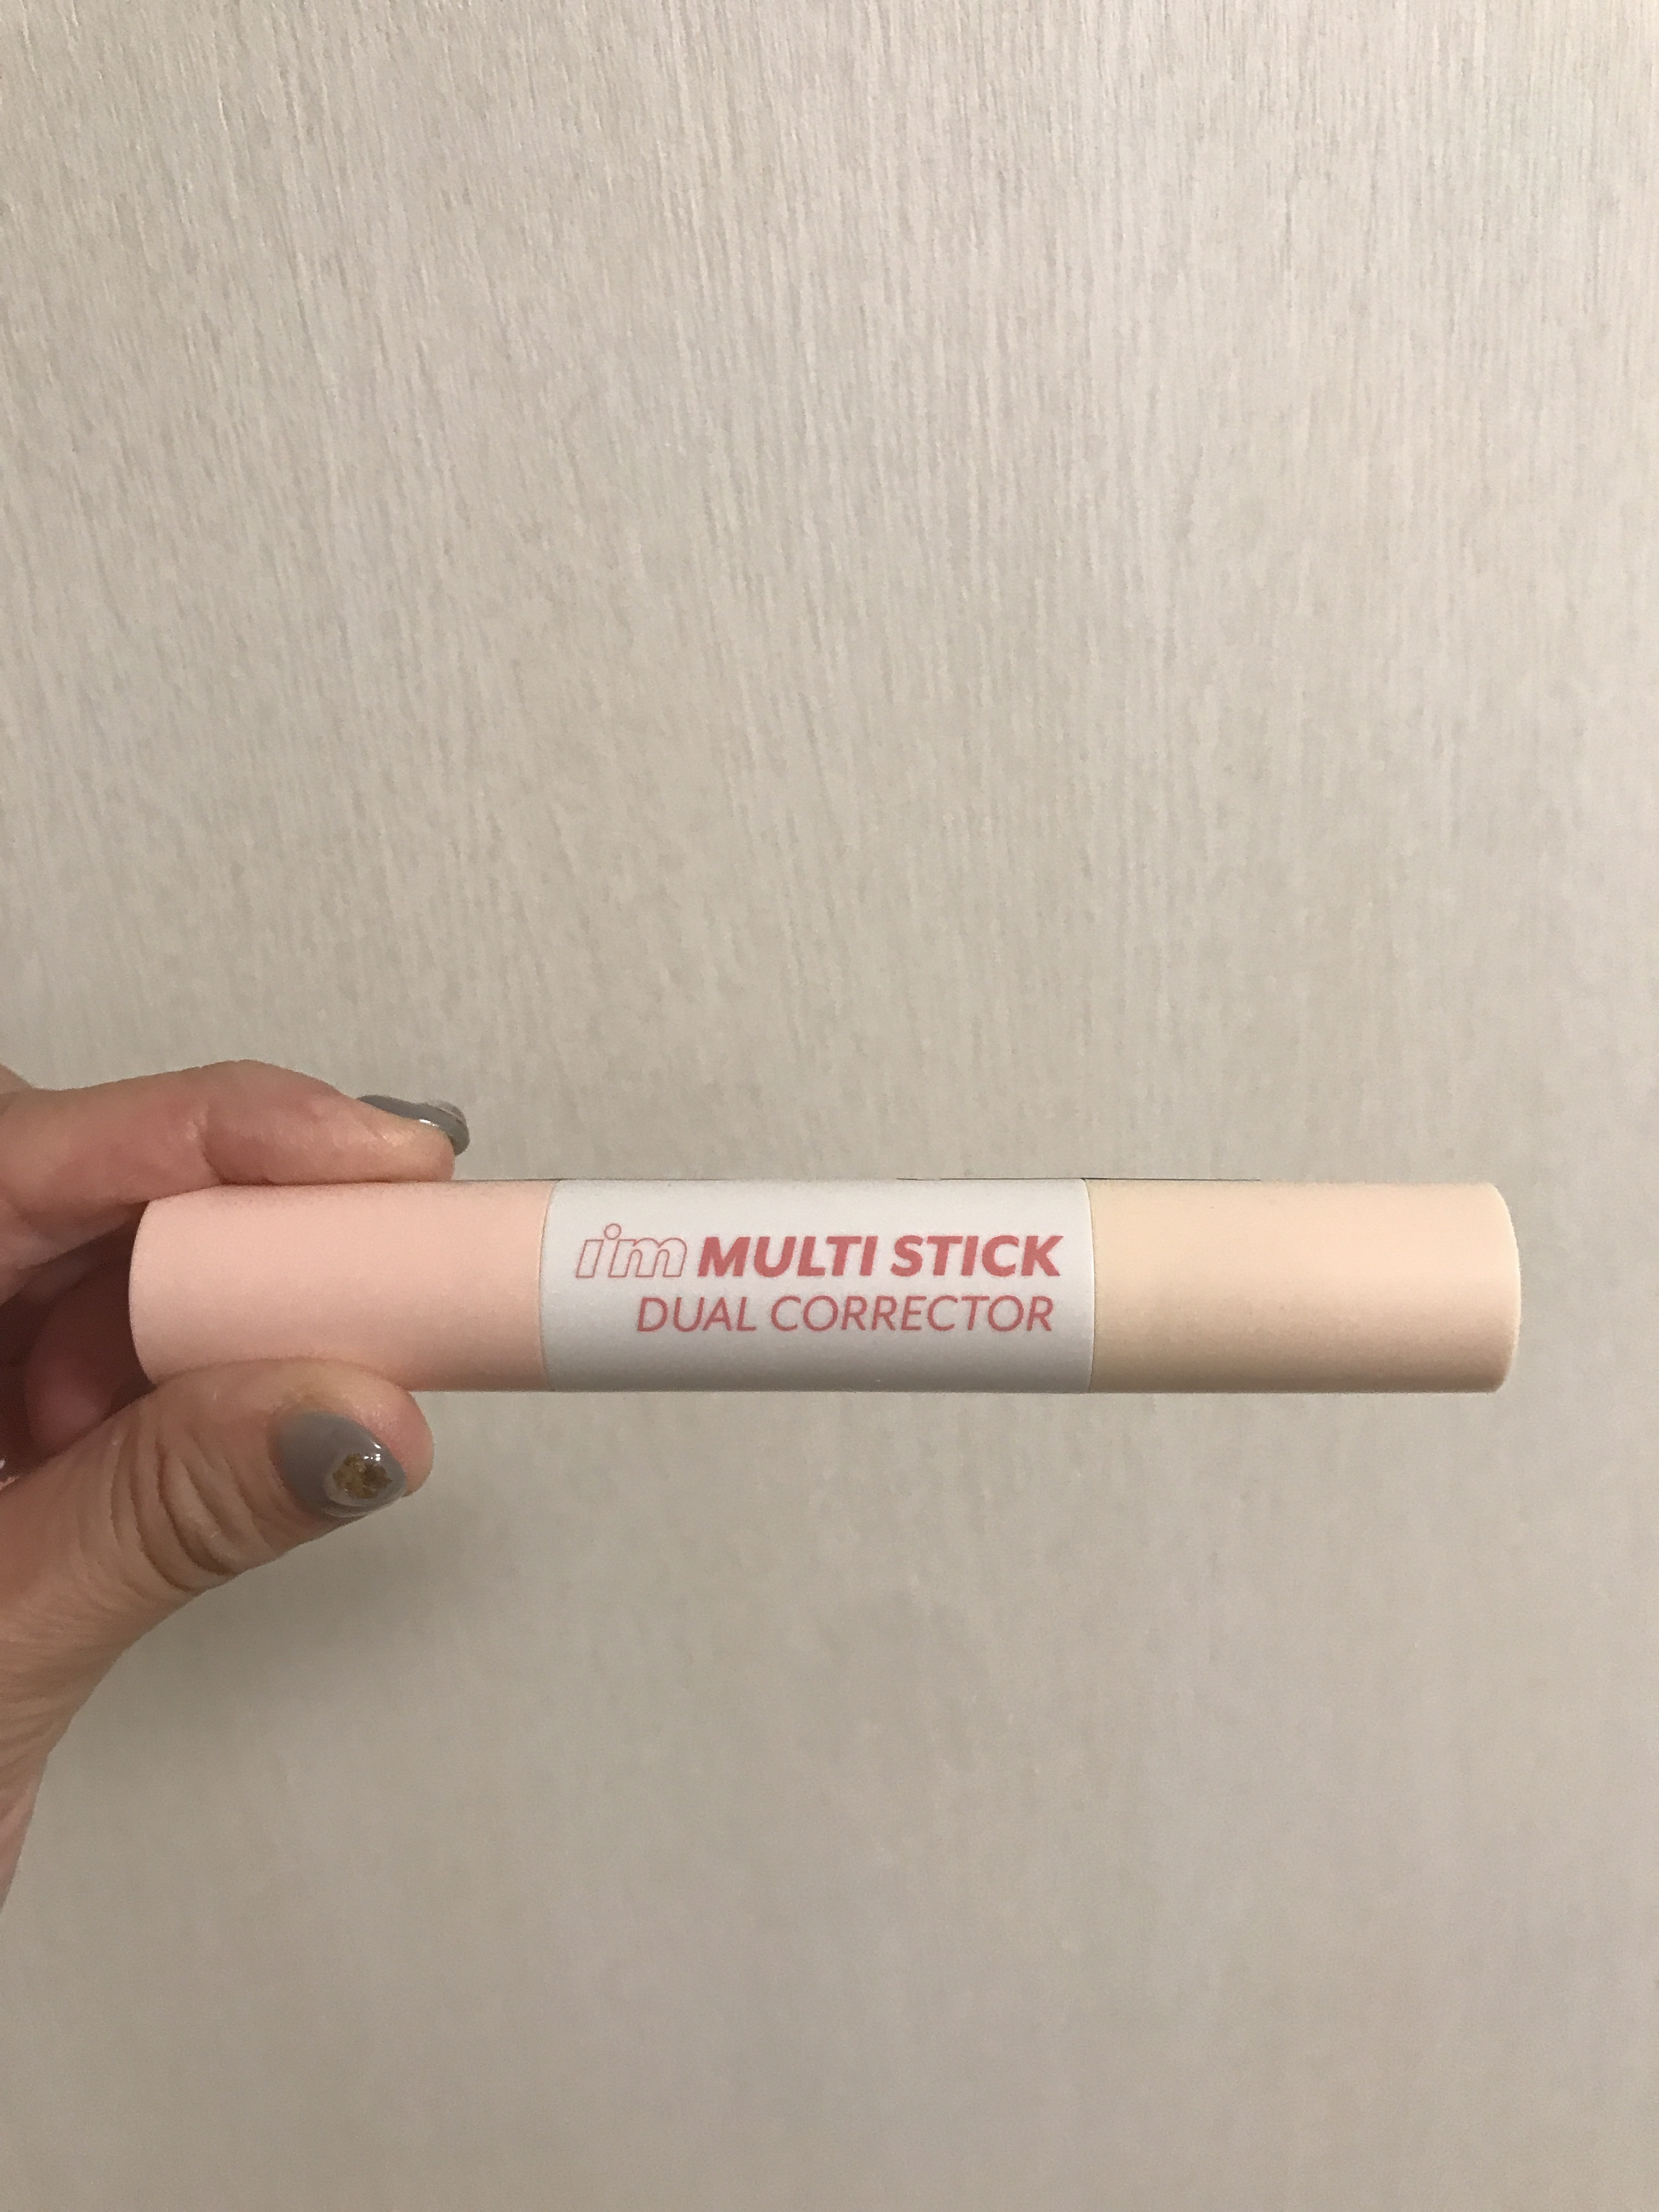 i'm MULTI STICK
DUAL CORRECTOR